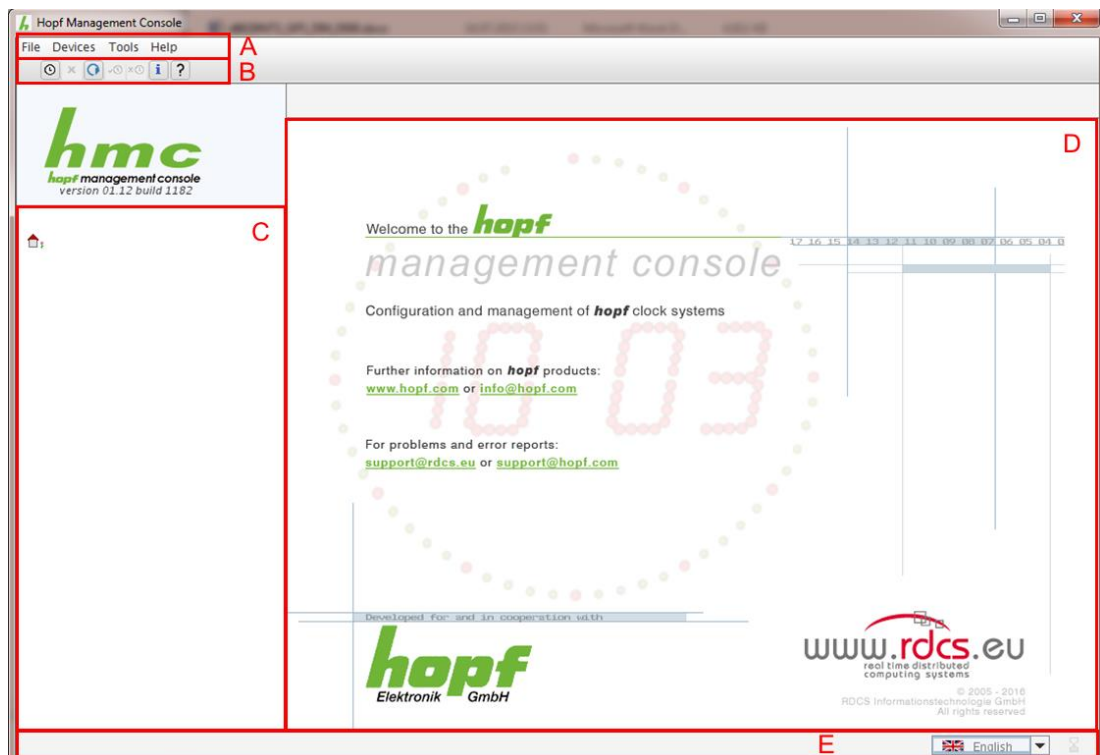 Hopf Management Console
File Devices Tools Help
A
B
i ?
hmc
hopf management console
version 01.12 build 1182
C
1
D
Welcome to the hopf
management console
17 16 15 14 13 12 11 10 09 08 07 06 05 04 0
Configuration and management of hopf clock systems
10 03
Further information on hopf products:
www.hopf.com or info@hopf.com
For problems and error reports:
support@rdcs.eu or support@hopf.com
Developed for and in cooperation with
hopf
Elektronik GmbH
www.rdcs.eu
real time distributed
computing systems
© 2005 - 2016
RDCS Informationstechnologie GmbH
All rights reserved
E
English